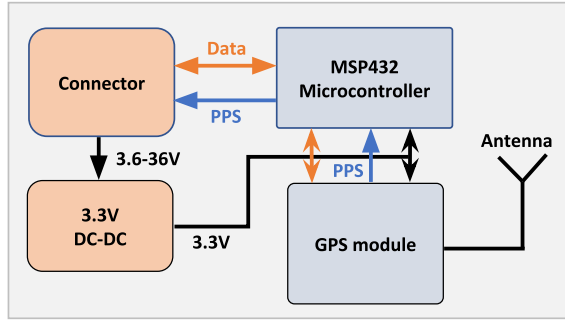 Connector
Data
PPS
MSP432
Microcontroller
3.6-36V
PPS
Antenna
3.3V
DC-DC
3.3V
GPS module